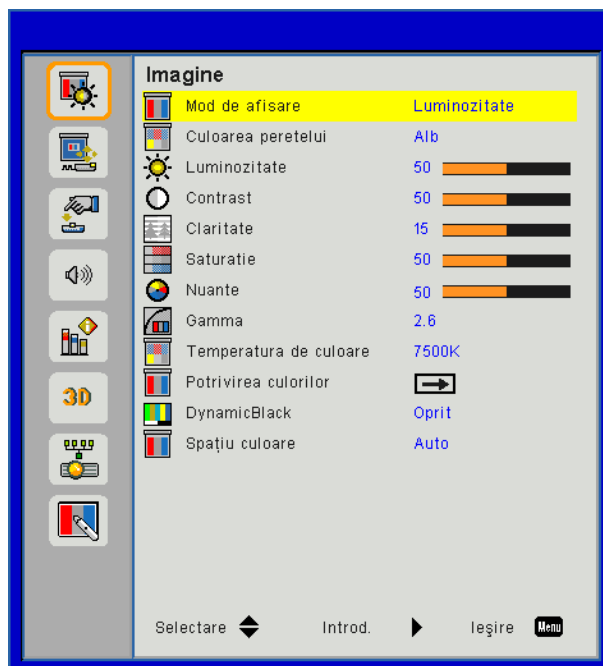 Imagine
Mod de afisare Luminozitate
Culoarea peretelui Alb
Luminozitate 50
Contrast 50
Claritate 15
Saturatie 50
Nuante 50
Gamma 2.6
Temperatura de culoare 7500K
Potrivirea culorilor
DynamicBlack Oprit
Spațiu culoare Auto
3D
Selectare Introd. Ieşire Menu